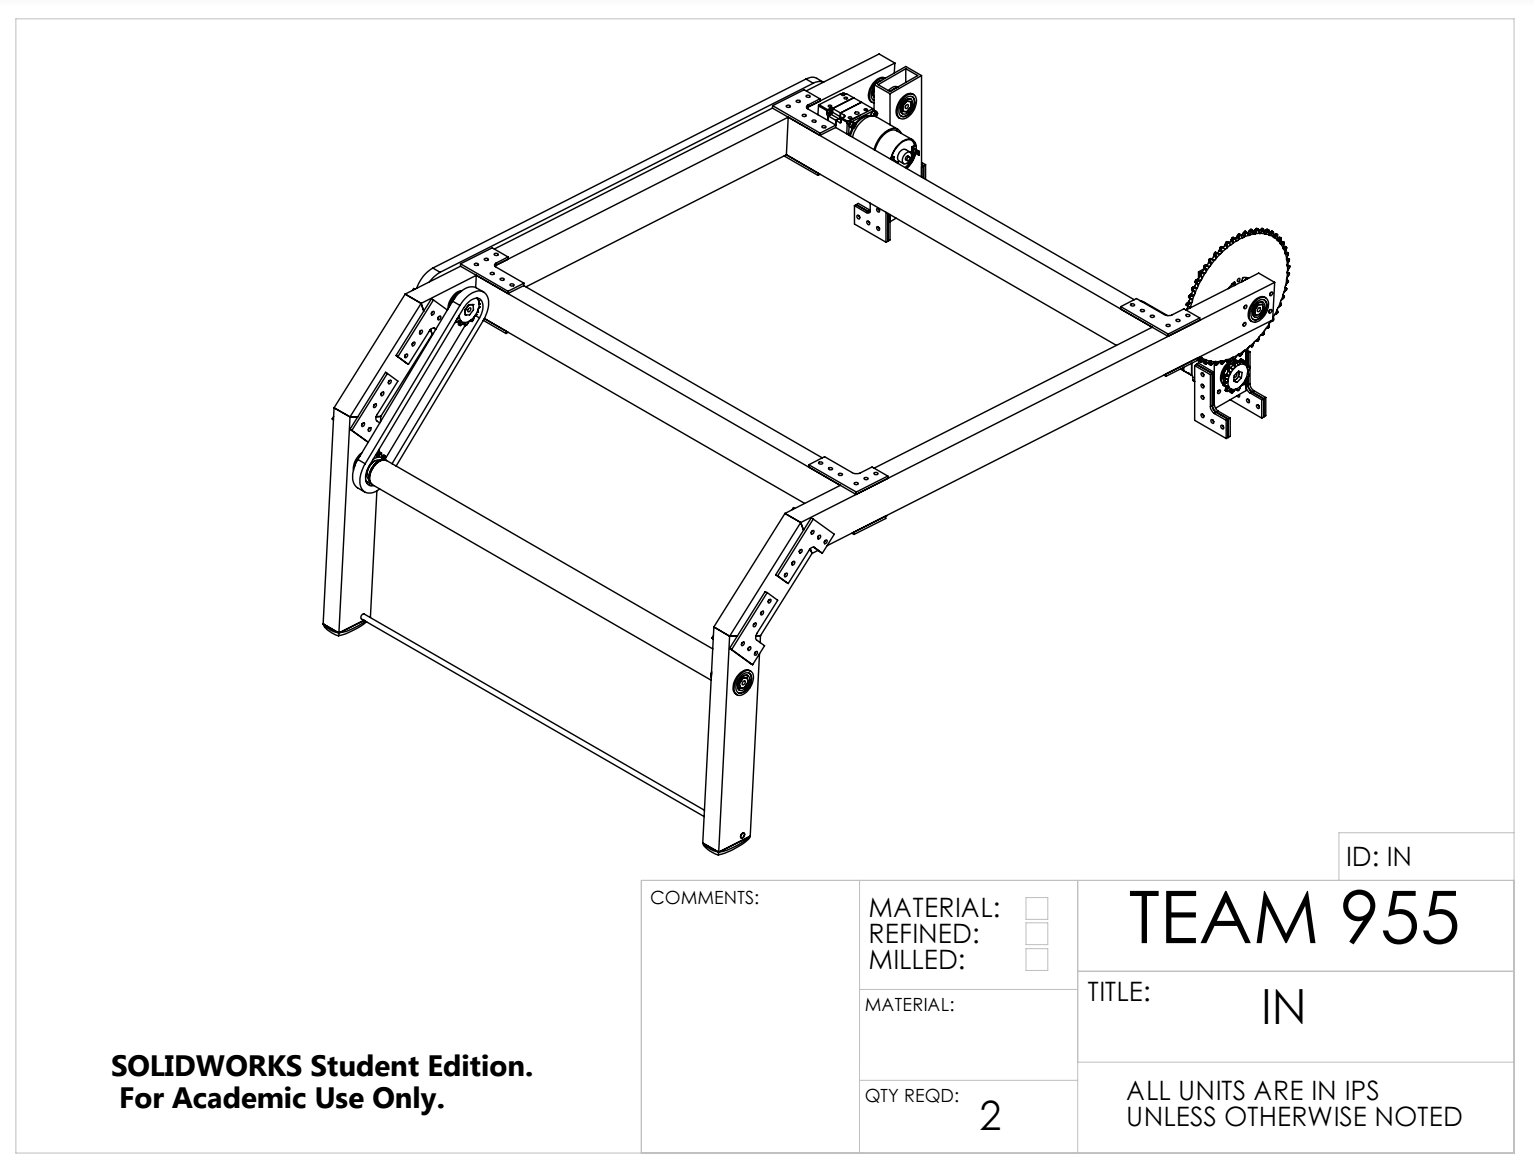 ID: IN
COMMENTS:
MATERIAL:
REFINED:
MILLED:
TEAM 955
MATERIAL:
TITLE:
IN
QTY REQD:
2
ALL UNITS ARE IN IPS
UNLESS OTHERWISE NOTED
SOLIDWORKS Student Edition.
For Academic Use Only.